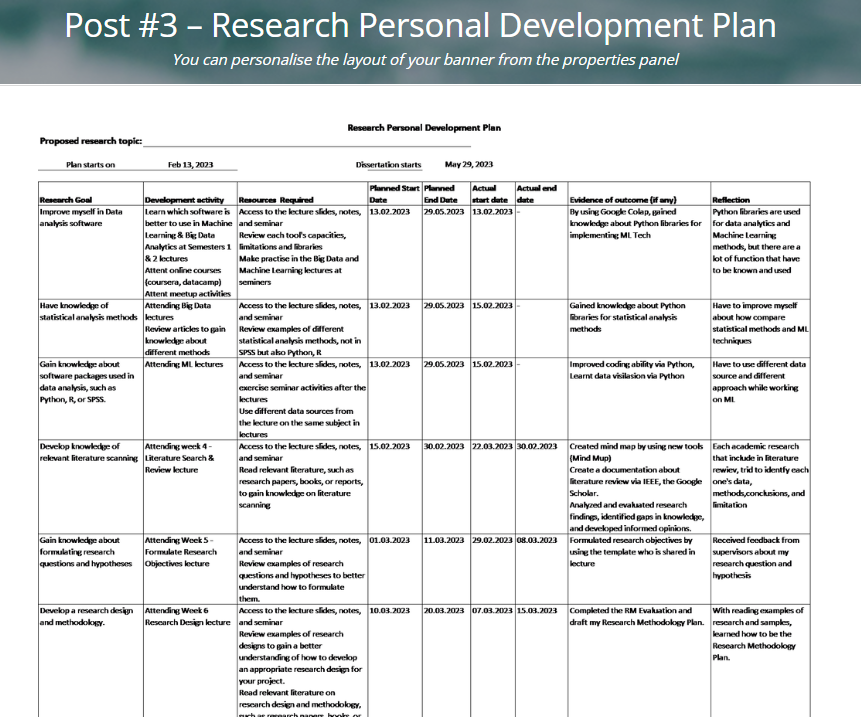 Post #3 – Research Personal Development Plan
You can personalise the layout of your banner from the properties panel
Research Personal Development Plan
Proposed research topic:
Plan starts on Feb 13, 2023 Dissertation starts May 29, 2023
Research Goal Development activity Resources Required Planned Start Date Planned End Date Actual start date Actual end date Evidence of outcome (if any) Reflection
Improve myself in Data
analysis software
Learn which software is
better to use in Machine
Learning & Big Data
Analytics at Semesters 1
& 2 lectures
Attent online courses
(coursera, datacamp)
Attent meetup activities
Access to the lecture slides, notes,
and seminar
Review each tool's capacities,
limitations and libraries
Make practise in the Big Data and
Machine Learning lectures at
seminers
13.02.2023 29.05.2023 13.02.2023 -
By using Google Colap, gained
knowledge about Python libraries for
implementing ML Tech
Python libraries are used
for data analytics and
Machine Learning
methods, but there are a
lot of function that have
to be known and used
Have knowledge of
statistical analysis methods
Attending Big Data
lectures
Review articles to gain
knowledge about
different methods
Access to the lecture slides, notes,
and seminar
Review examples of different
statistical analysis methods, not in
SPSS but also Python, R
13.02.2023 29.05.2023 15.02.2023 -
Gained knowledge about Python
libraries for statistical analysis
methods
Have to improve myself
about how compare
statistical methods and ML
techniques
Gain knowledge about
software packages used in
data analysis, such as
Python, R, or SPSS.
Attending ML lectures
Access to the lecture slides, notes,
and seminar
exercise seminar activities after the
lectures
Use different data sources from
the lecture on the same subject in
lectures
13.02.2023 29.05.2023 15.02.2023 -
Improved coding ability via Python,
Learnt data visilasion via Python
Have to use different data
source and different
approach while working
on ML
Develop knowledge of
relevant literature scanning
Attending week 4 -
Literature Search &
Review lecture
Access to the lecture slides, notes,
and seminar
Read relevant literature, such as
research papers, books, or reports,
to gain knowledge on literature
scanning
15.02.2023 30.02.2023 22.03.2023 30.02.2023
Created mind map by using new tools
(Mind Mup)
Create a documentation about
literature review via IEEE, the Google
Scholar.
Analyzed and evaluated research
findings, identified gaps in knowledge,
and developed informed opinions.
Each academic research
that include in literature
rewiev, trid to identfy each
one's data,
methods,conclusions, and
limitation
Gain knowledge about
formulating research
questions and hypotheses
Attending Week 5 -
Formulate Research
Objectives lecture
Access to the lecture slides, notes,
and seminar
Review examples of research
questions and hypotheses to better
understand how to formulate
them.
01.03.2023 11.03.2023 29.02.2023 08.03.2023
Formulated research objectives by
using the template who is shared in
lecture
Received feedback from
supervisors about my
research question and
hypothesis
Develop a research design
and methodology.
Attending Week 6
Research Design lecture
Access to the lecture slides, notes,
and seminar
Review examples of research
designs to gain a better
understanding of how to develop
an appropriate research design for
your project.
Read relevant literature on
research design and methodology,
such as research papers, books, or
10.03.2023 20.03.2023 07.03.2023 15.03.2023
Completed the RM Evaluation and
draft my Research Methodology Plan.
With reading examples of
research and samples,
learned how to be the
Research Methodology
Plan.